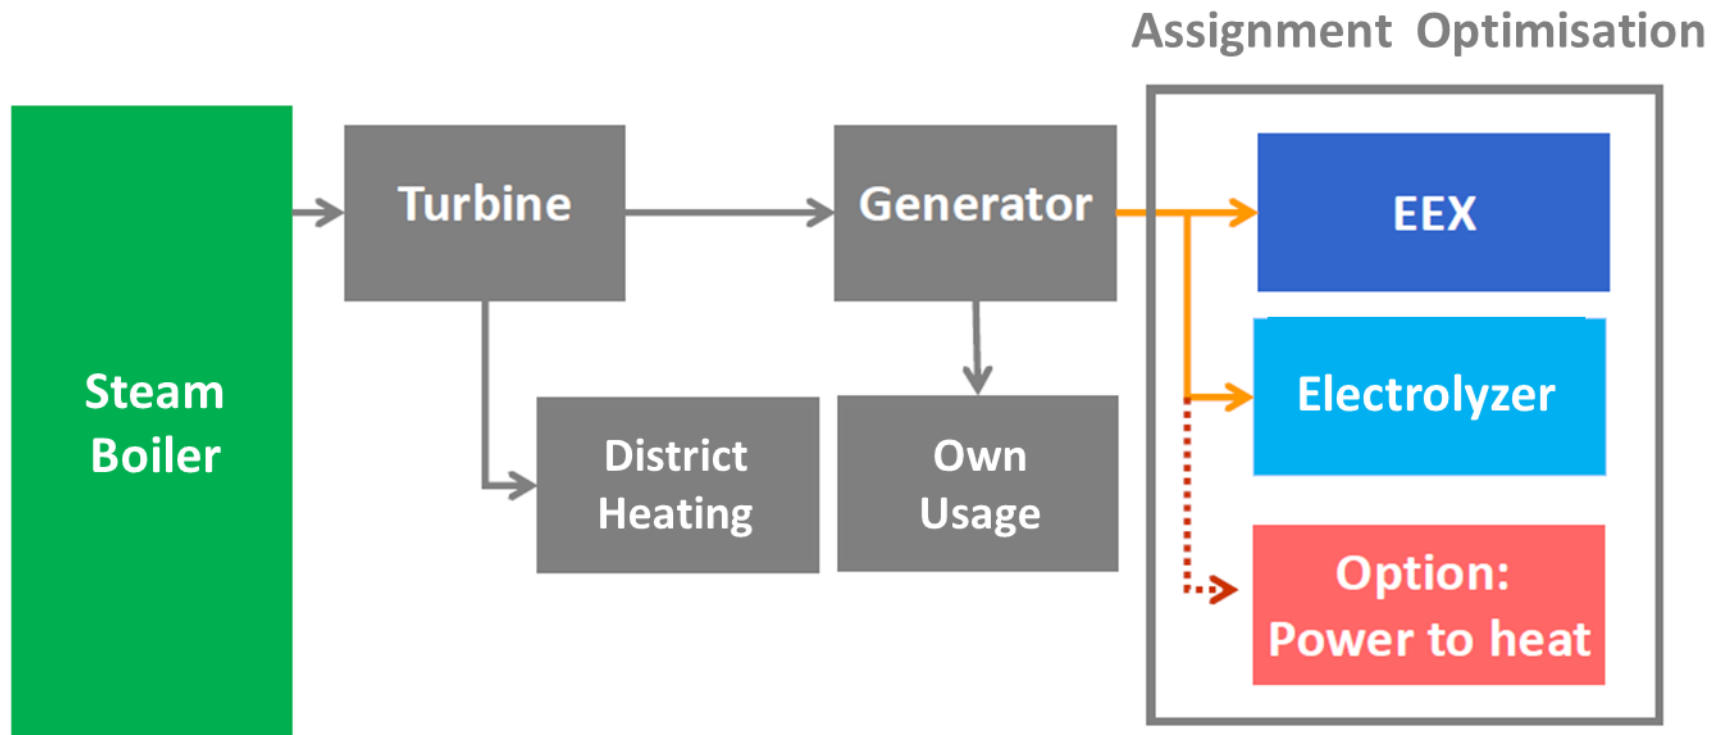 Assignment Optimisation
Steam
Boiler
Turbine
Generator
District
Heating
Own
Usage
EEX
Electrolyzer
Option:
Power to heat